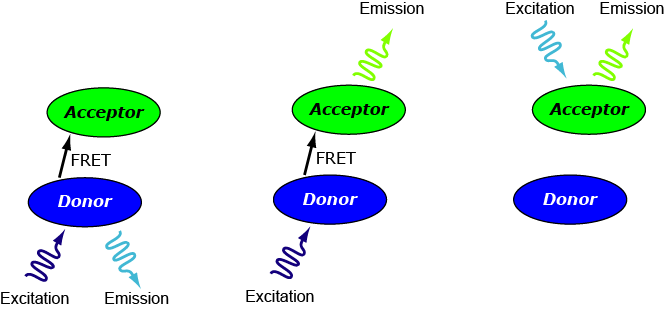 Acceptor
FRET
Donor
Excitation
Emission
Emission
Acceptor
FRET
Donor
Excitation
Excitation
Emission
Acceptor
Donor